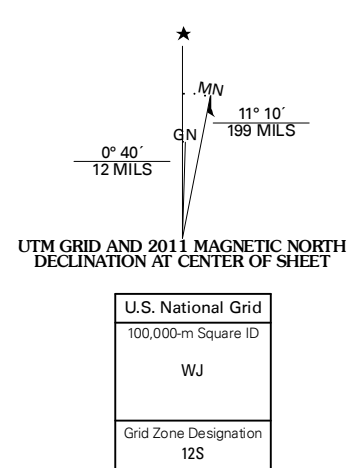 MN
11° 10´
199 MILS
GN
0° 40´
12 MILS
UTM GRID AND 2011 MAGNETIC NORTH
DECLINATION AT CENTER OF SHEET
U.S. National Grid
100,000-m Square ID
WJ
Grid Zone Designation
12S